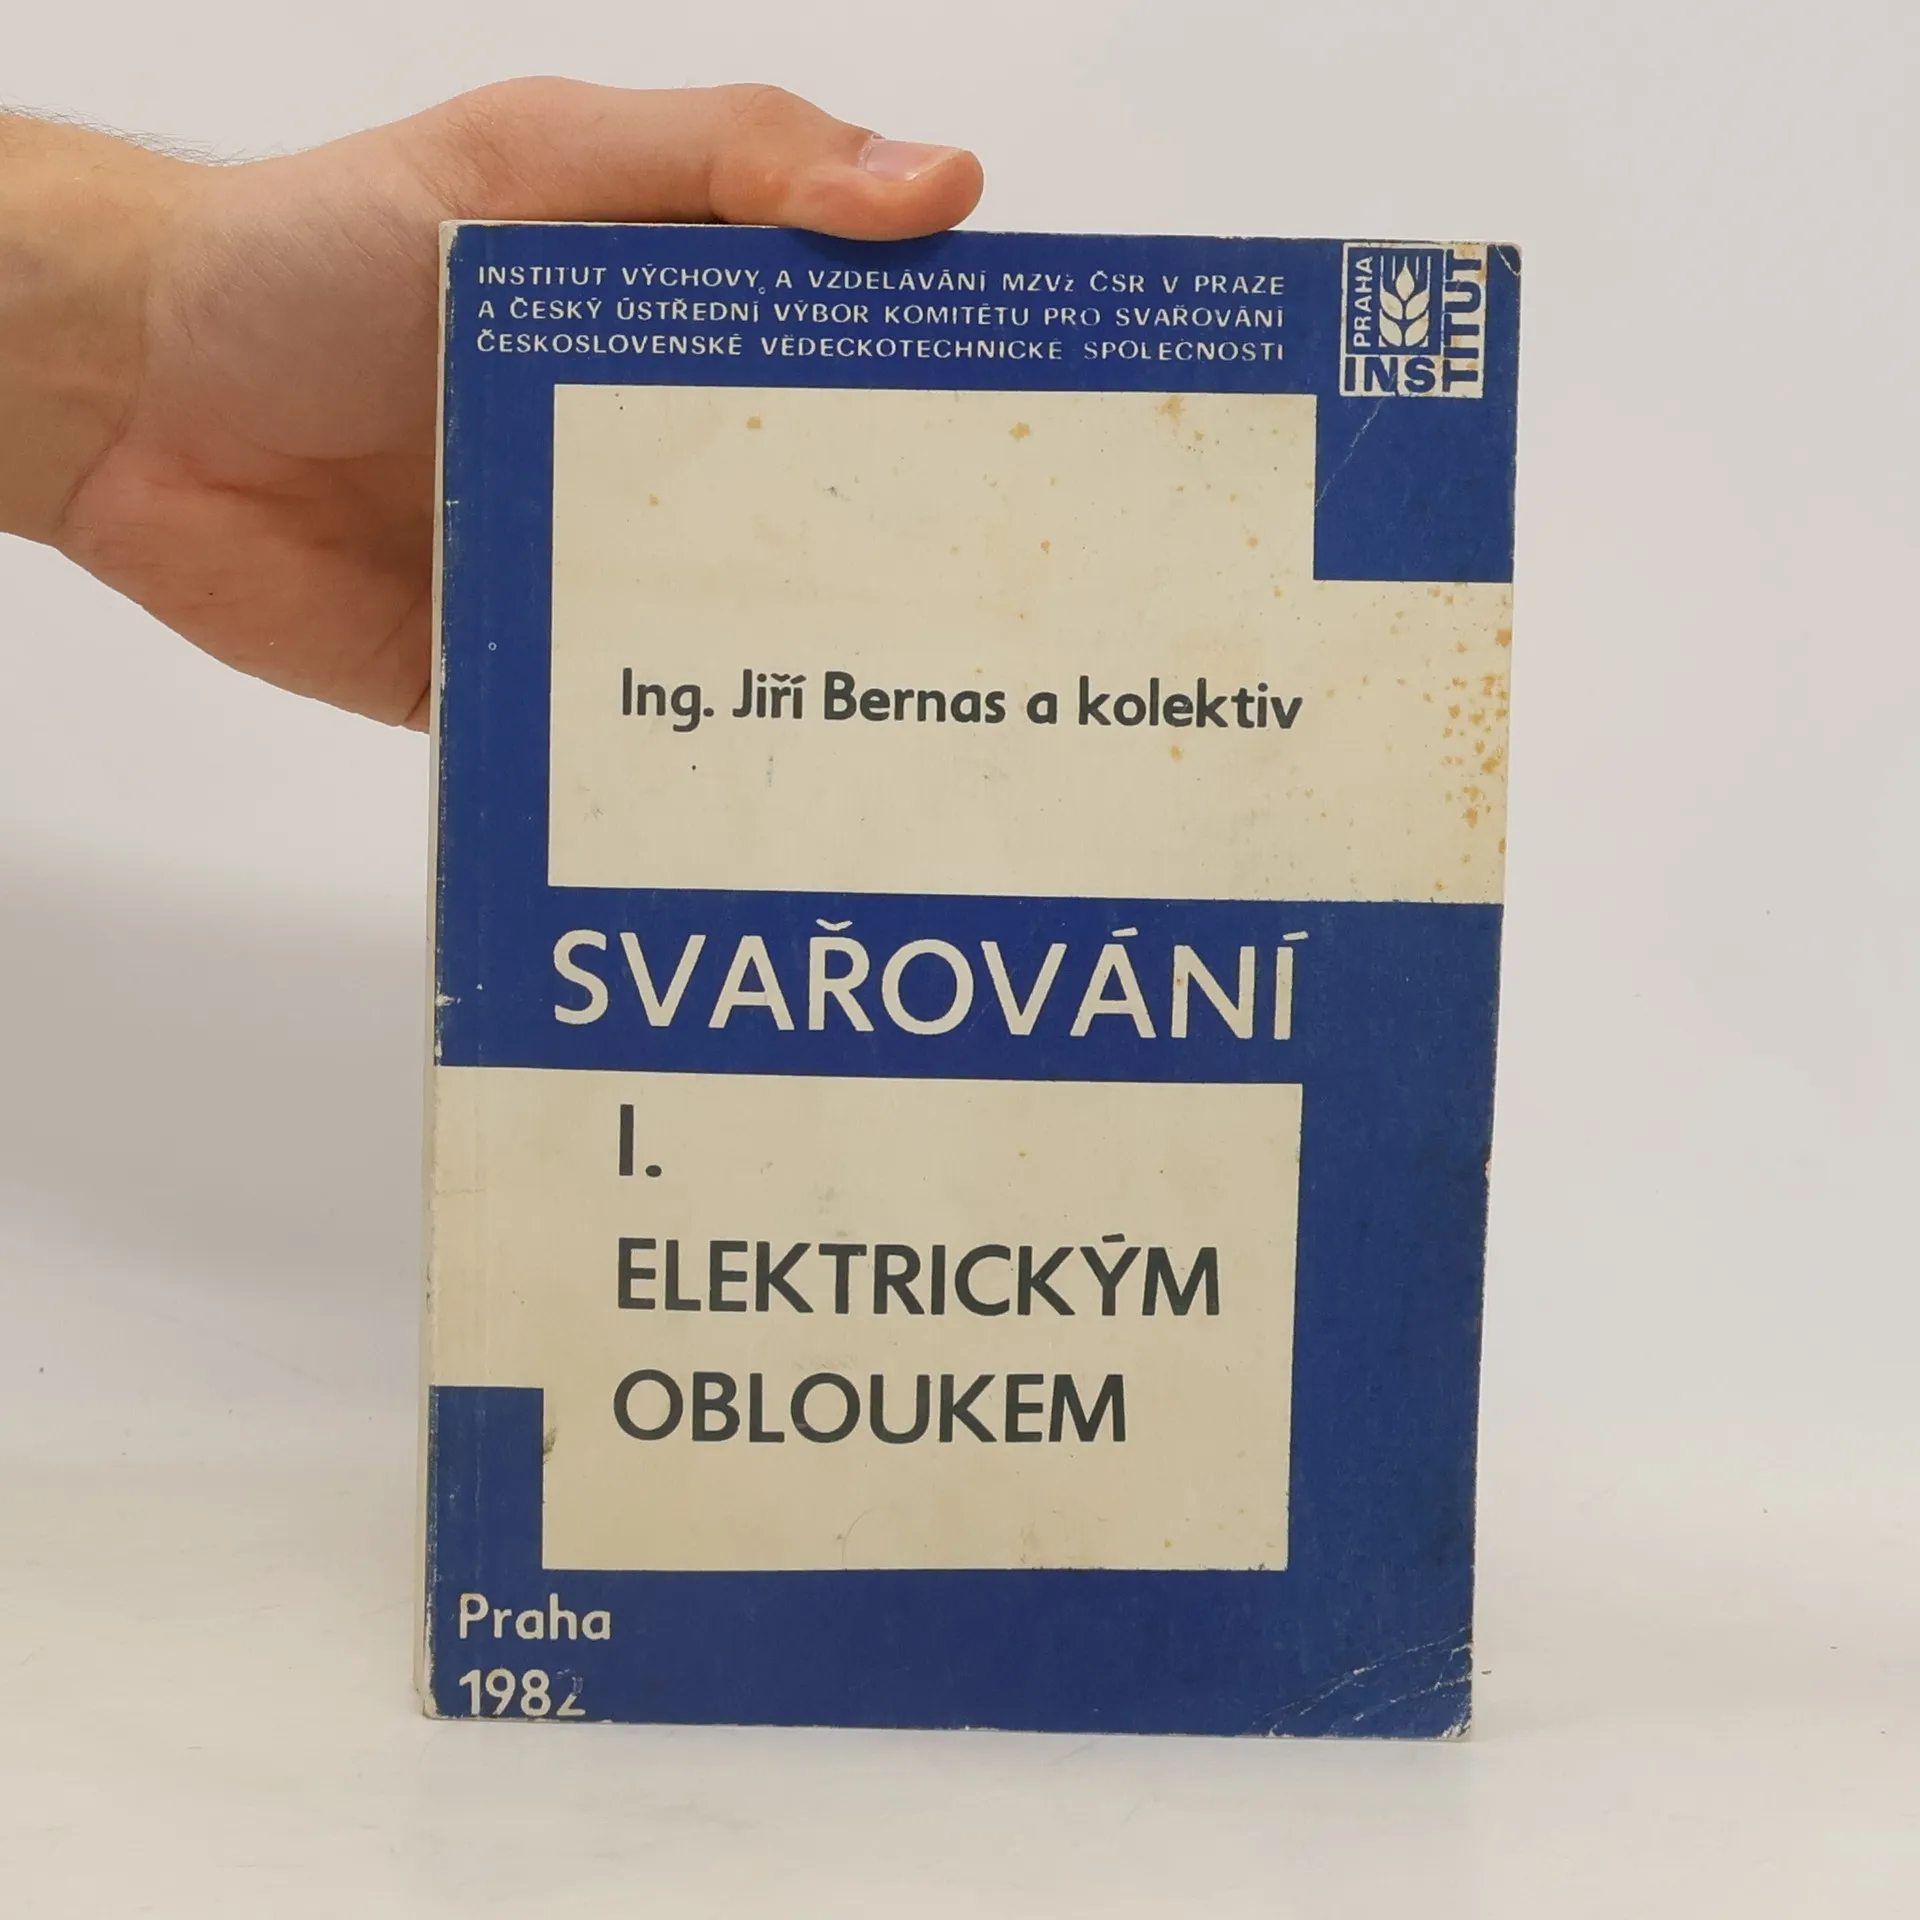 INSTITUT VÝCHOVY A VZDĚLÁVÁNÍ MZVž ČSR V PRAZE
A ČESKÝ ÚSTŘEDNÍ VÝBOR KOMITÉTU PRO SVAŘOVÁNÍ
ČESKOSLOVENSKÉ VĚDECKOTECHNICKÉ SPOLEČNOSTI
PRAHA
INSTITUT
Ing. Jiří Bernas a kolektiv
SVAŘOVÁNÍ
I.
ELEKTRICKÝM
OBLOUKEM
Praha
1982